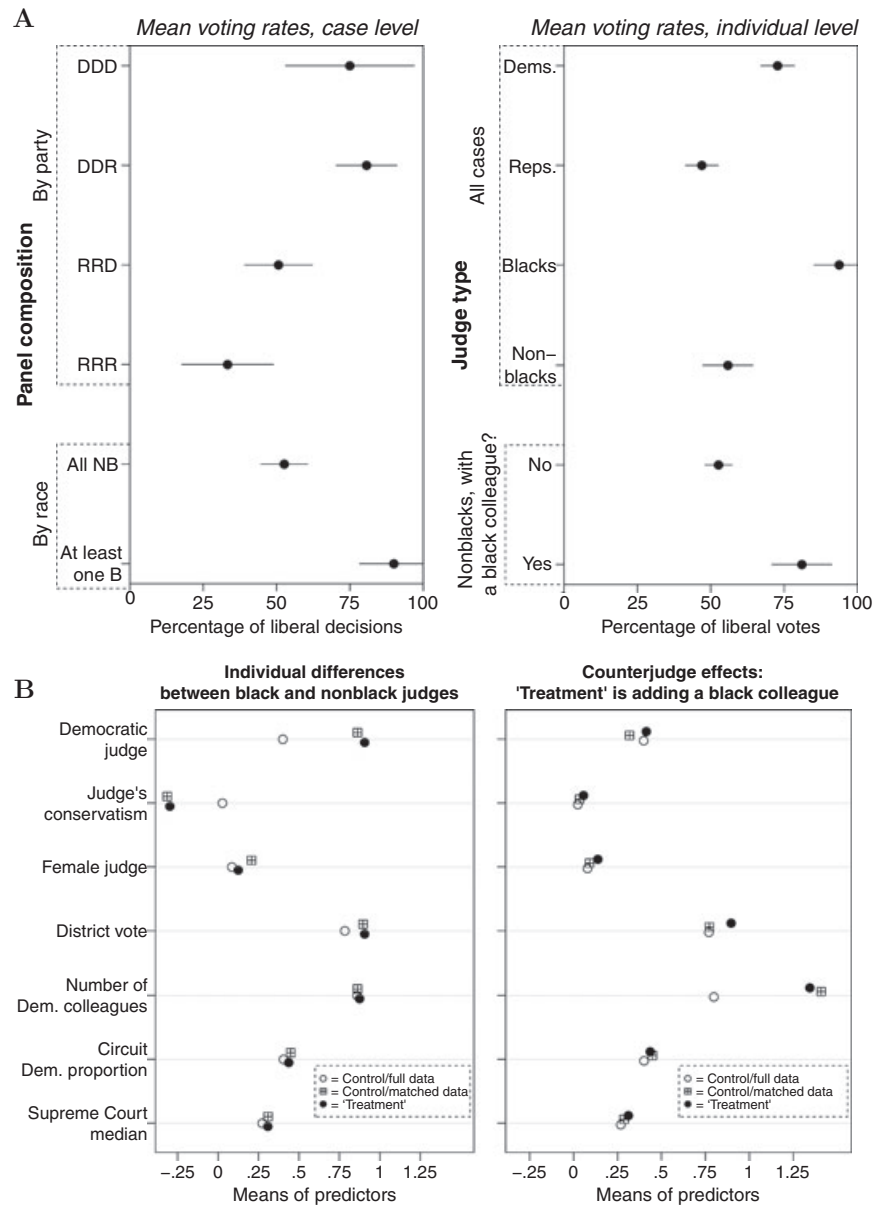 A
Mean voting rates, case level
Mean voting rates, individual level
Panel composition
By party
DDD
DDR
RRD
RRR
By race
All NB
At least
one B
0
25
50
75
100
Percentage of liberal decisions
Judge type
All cases
Dems.
Reps.
Blacks
Non–
blacks
Nonblacks, with
a black colleague?
No
Yes
0
25
50
75
100
Percentage of liberal votes
B
Individual differences
between black and nonblack judges
Counterjudge effects:
'Treatment' is adding a black colleague
Democratic
judge
Judge's
conservatism
Female judge
District vote
Number of
Dem. colleagues
Circuit
Dem. proportion
Supreme Court
median
= Control/full data
= Control/matched data
= 'Treatment'
= Control/full data
= Control/matched data
= 'Treatment'
–.25
0
.25
.5
.75
1
1.25
Means of predictors
–.25
0
.25
.5
.75
1
1.25
Means of predictors